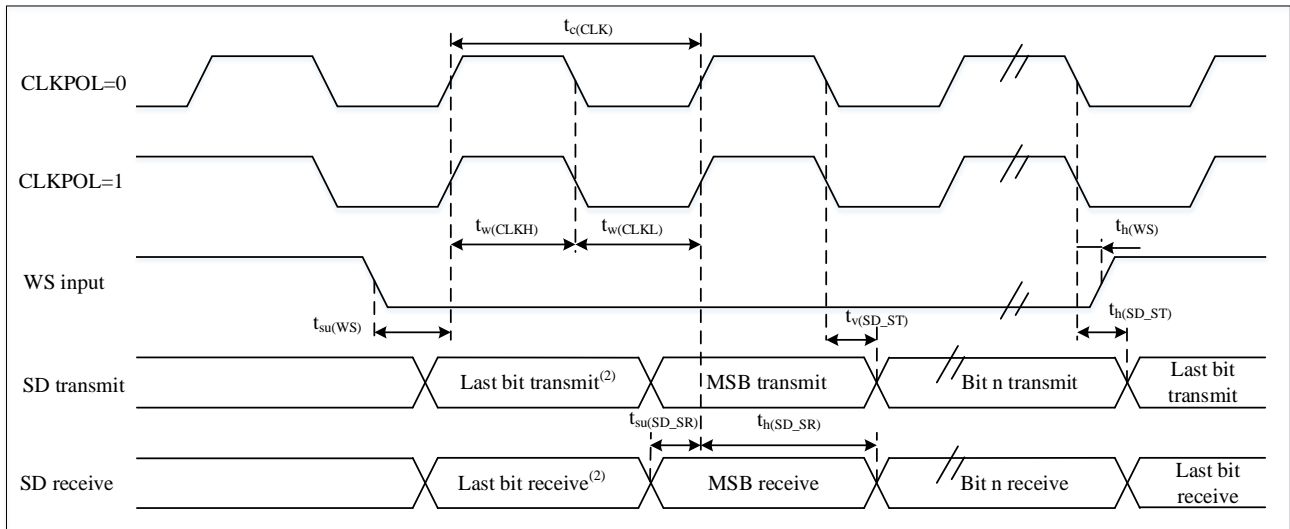 t_c(CLK)
CLKPOL=0
CLKPOL=1
t_w(CLKH)
t_w(CLKL)
t_h(WS)
WS input
t_su(WS)
t_v(SD_ST)
t_h(SD_ST)
SD transmit
Last bit transmit(2)
MSB transmit
Bit n transmit
Last bit
transmit
t_su(SD_SR)
t_h(SD_SR)
SD receive
Last bit receive(2)
MSB receive
Bit n receive
Last bit
receive